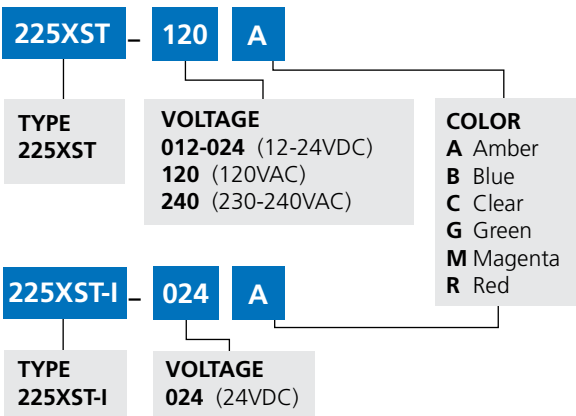 225XST – 120 A
TYPE
225XST
VOLTAGE
012-024 (12-24VDC)
120 (120VAC)
240 (230-240VAC)
COLOR
A Amber
B Blue
C Clear
G Green
M Magenta
R Red
225XST-I – 024 A
TYPE
225XST-I
VOLTAGE
024 (24VDC)